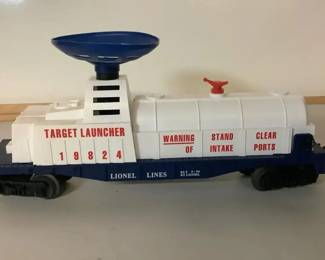 TARGET LAUNCHER
19824
WARNING STAND CLEAR
OF INTAKE PORTS
LIONEL LINES